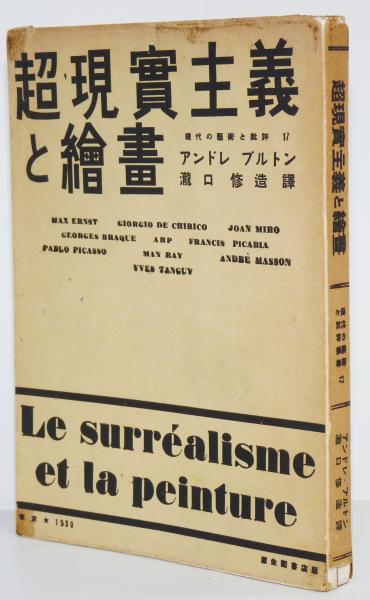 超現實主義
と繪畫
現代の藝術と批評 17
アンドレ ブルトン
瀧口修造譯
MAX ERNST GIORGIO DE CHIRICO JOAN MIRO
GEORGES BRAQUE ARP FRANCIS PICABIA
PABLO PICASSO MAN RAY ANDRÈ MASSON
YVES TANGUY
Le surréalisme
et la peinture
東京★1930
厚生閣書店版
超現實主義と繪畫
現代の藝術
と批評書
17
アンドレ ブルトン
瀧口修造譯